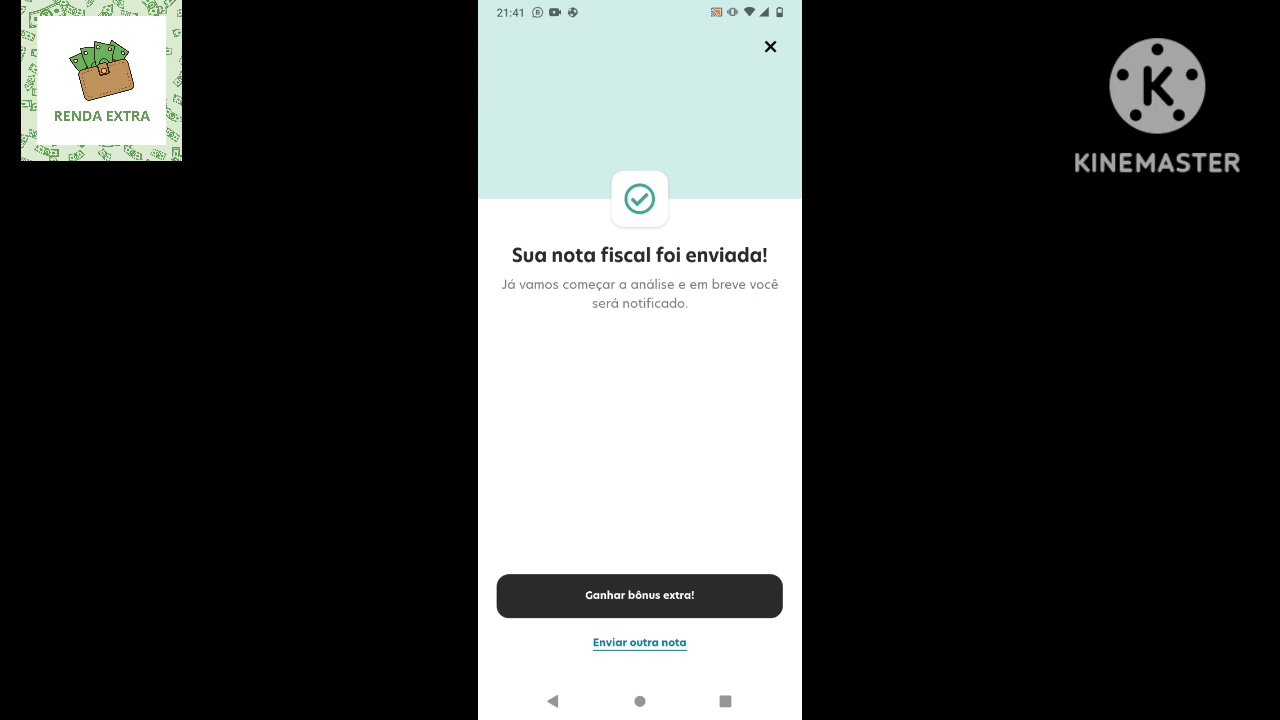 RENDA EXTRA
21:41
K
KINEMASTER
Sua nota fiscal foi enviada!
Já vamos começar a análise e em breve você
será notificado.
Ganhar bônus extra!
Enviar outra nota